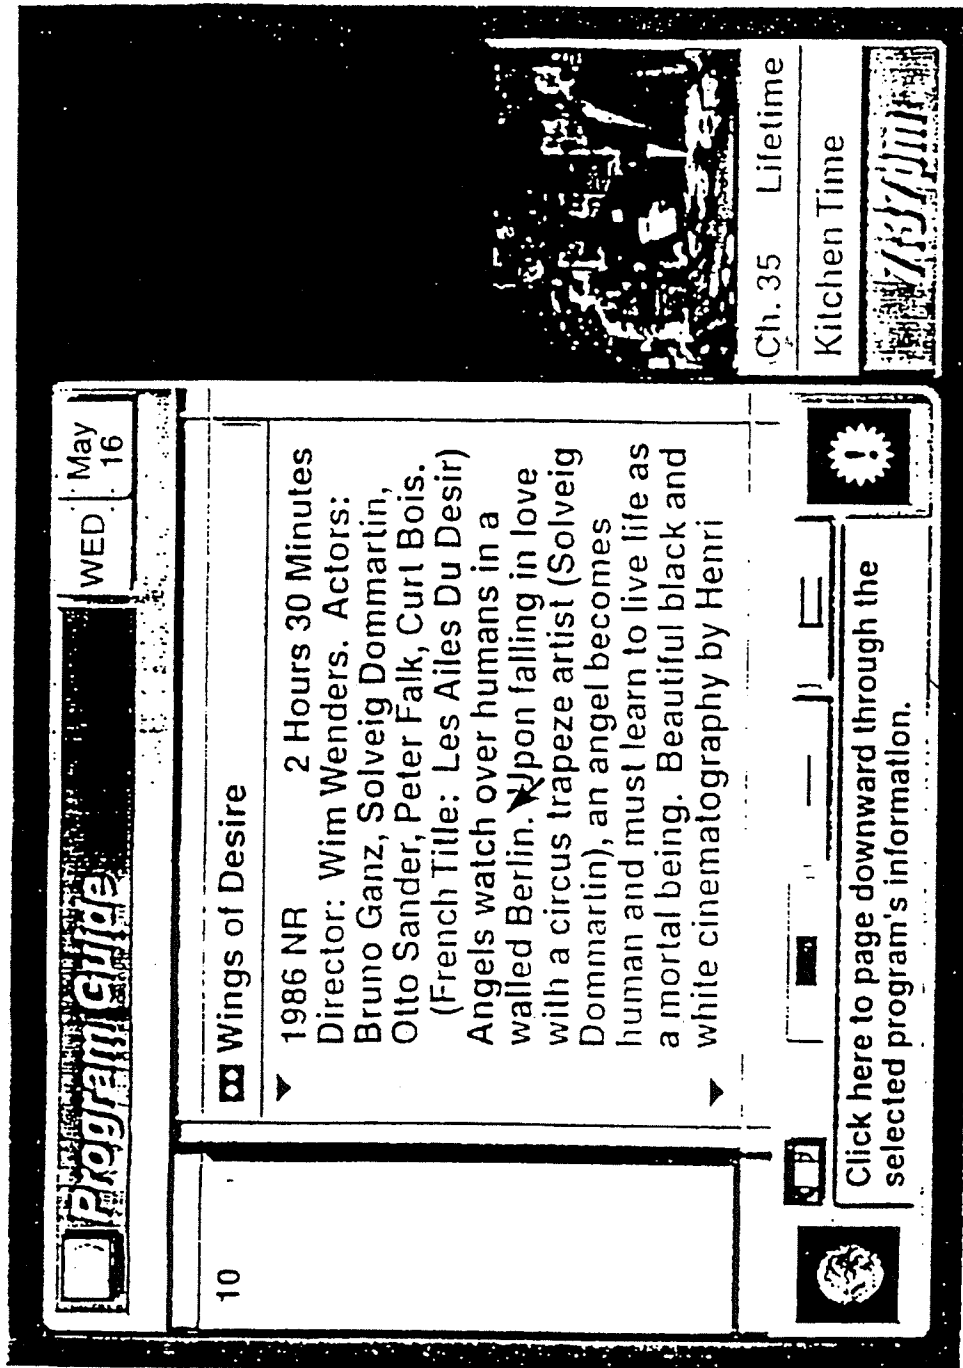 Program Guide
WED
May
16
10
Wings of Desire
1986 NR 2 Hours 30 Minutes
Director: Wim Wenders. Actors:
Bruno Ganz, Solveig Dommartin,
Otto Sander, Peter Falk, Curt Bois.
(French Title: Les Ailes Du Desir)
Angels watch over humans in a
walled Berlin. Upon falling in love
with a circus trapeze artist (Solveig
Dommartin), an angel becomes
human and must learn to live life as
a mortal being. Beautiful black and
white cinematography by Henri
Click here to page downward through the
selected program's information.
!
Ch. 35 Lifetime
Kitchen Time